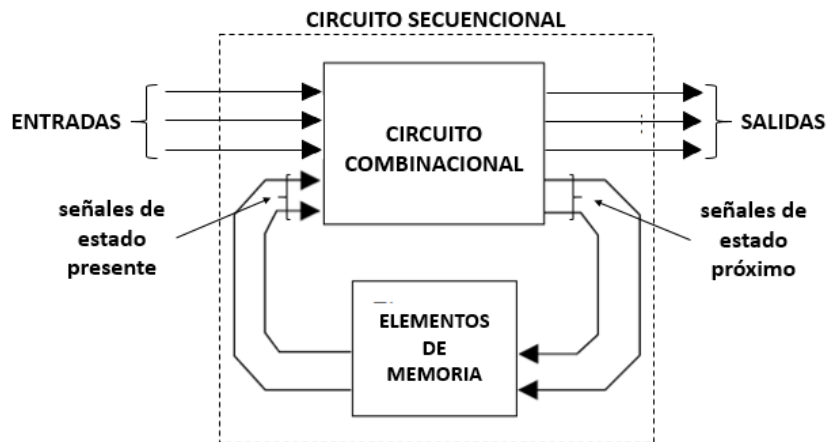 CIRCUITO SECUENCIONAL
ENTRADAS
CIRCUITO
COMBINACIONAL
SALIDAS
señales de
estado
presente
señales de
estado
próximo
ELEMENTOS
DE
MEMORIA